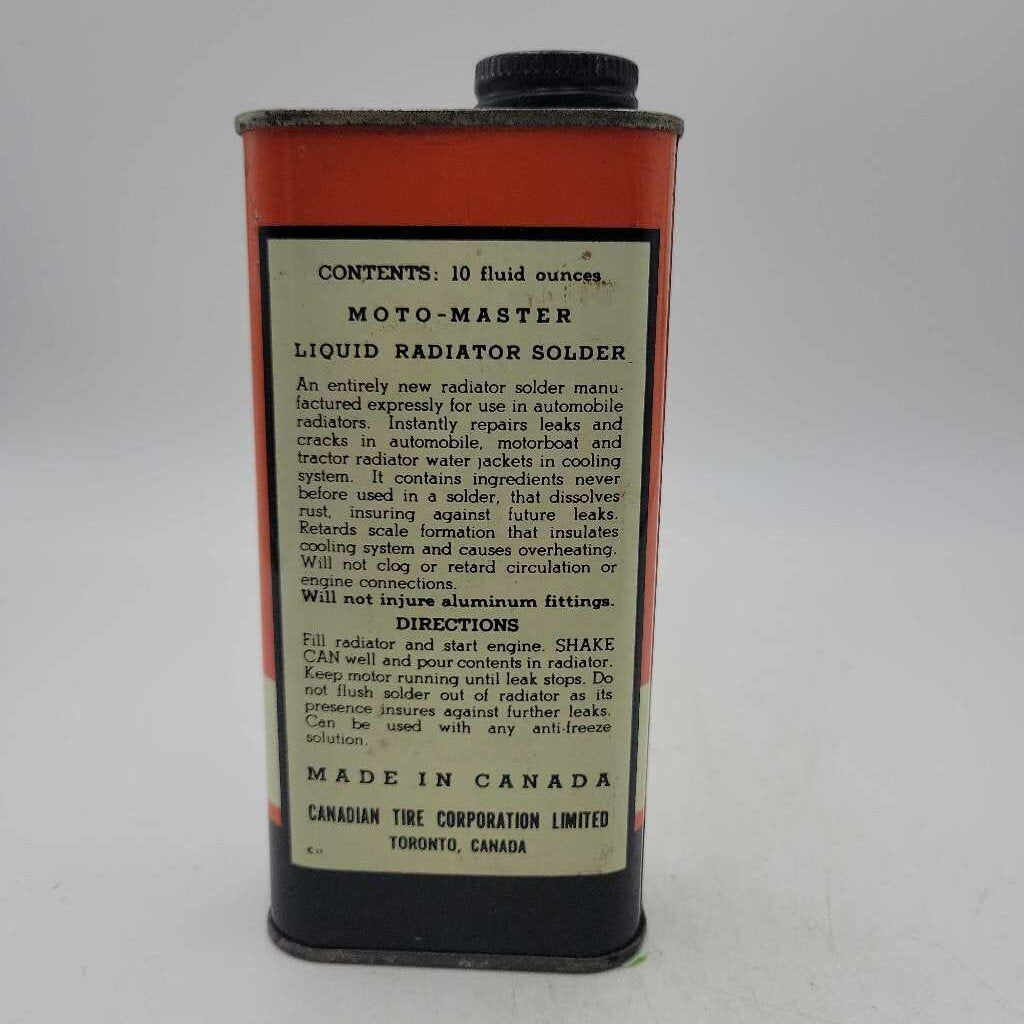 CONTENTS: 10 fluid ounces
MOTO-MASTER
LIQUID RADIATOR SOLDER
An entirely new radiator solder manu-
factured expressly for use in automobile
radiators. Instantly repairs leaks and
cracks in automobile, motorboat and
tractor radiator water jackets in cooling
system. It contains ingredients never
before used in a solder, that dissolves
rust, insuring against future leaks.
Retards scale formation that insulates
cooling system and causes overheating.
Will not clog or retard circulation or
engine connections.
Will not injure aluminum fittings.
DIRECTIONS
Fill radiator and start engine. SHAKE
CAN well and pour contents in radiator.
Keep motor running until leak stops. Do
not flush solder out of radiator as its
presence insures against further leaks.
Can be used with any anti-freeze
solution.
MADE IN CANADA
CANADIAN TIRE CORPORATION LIMITED
TORONTO, CANADA